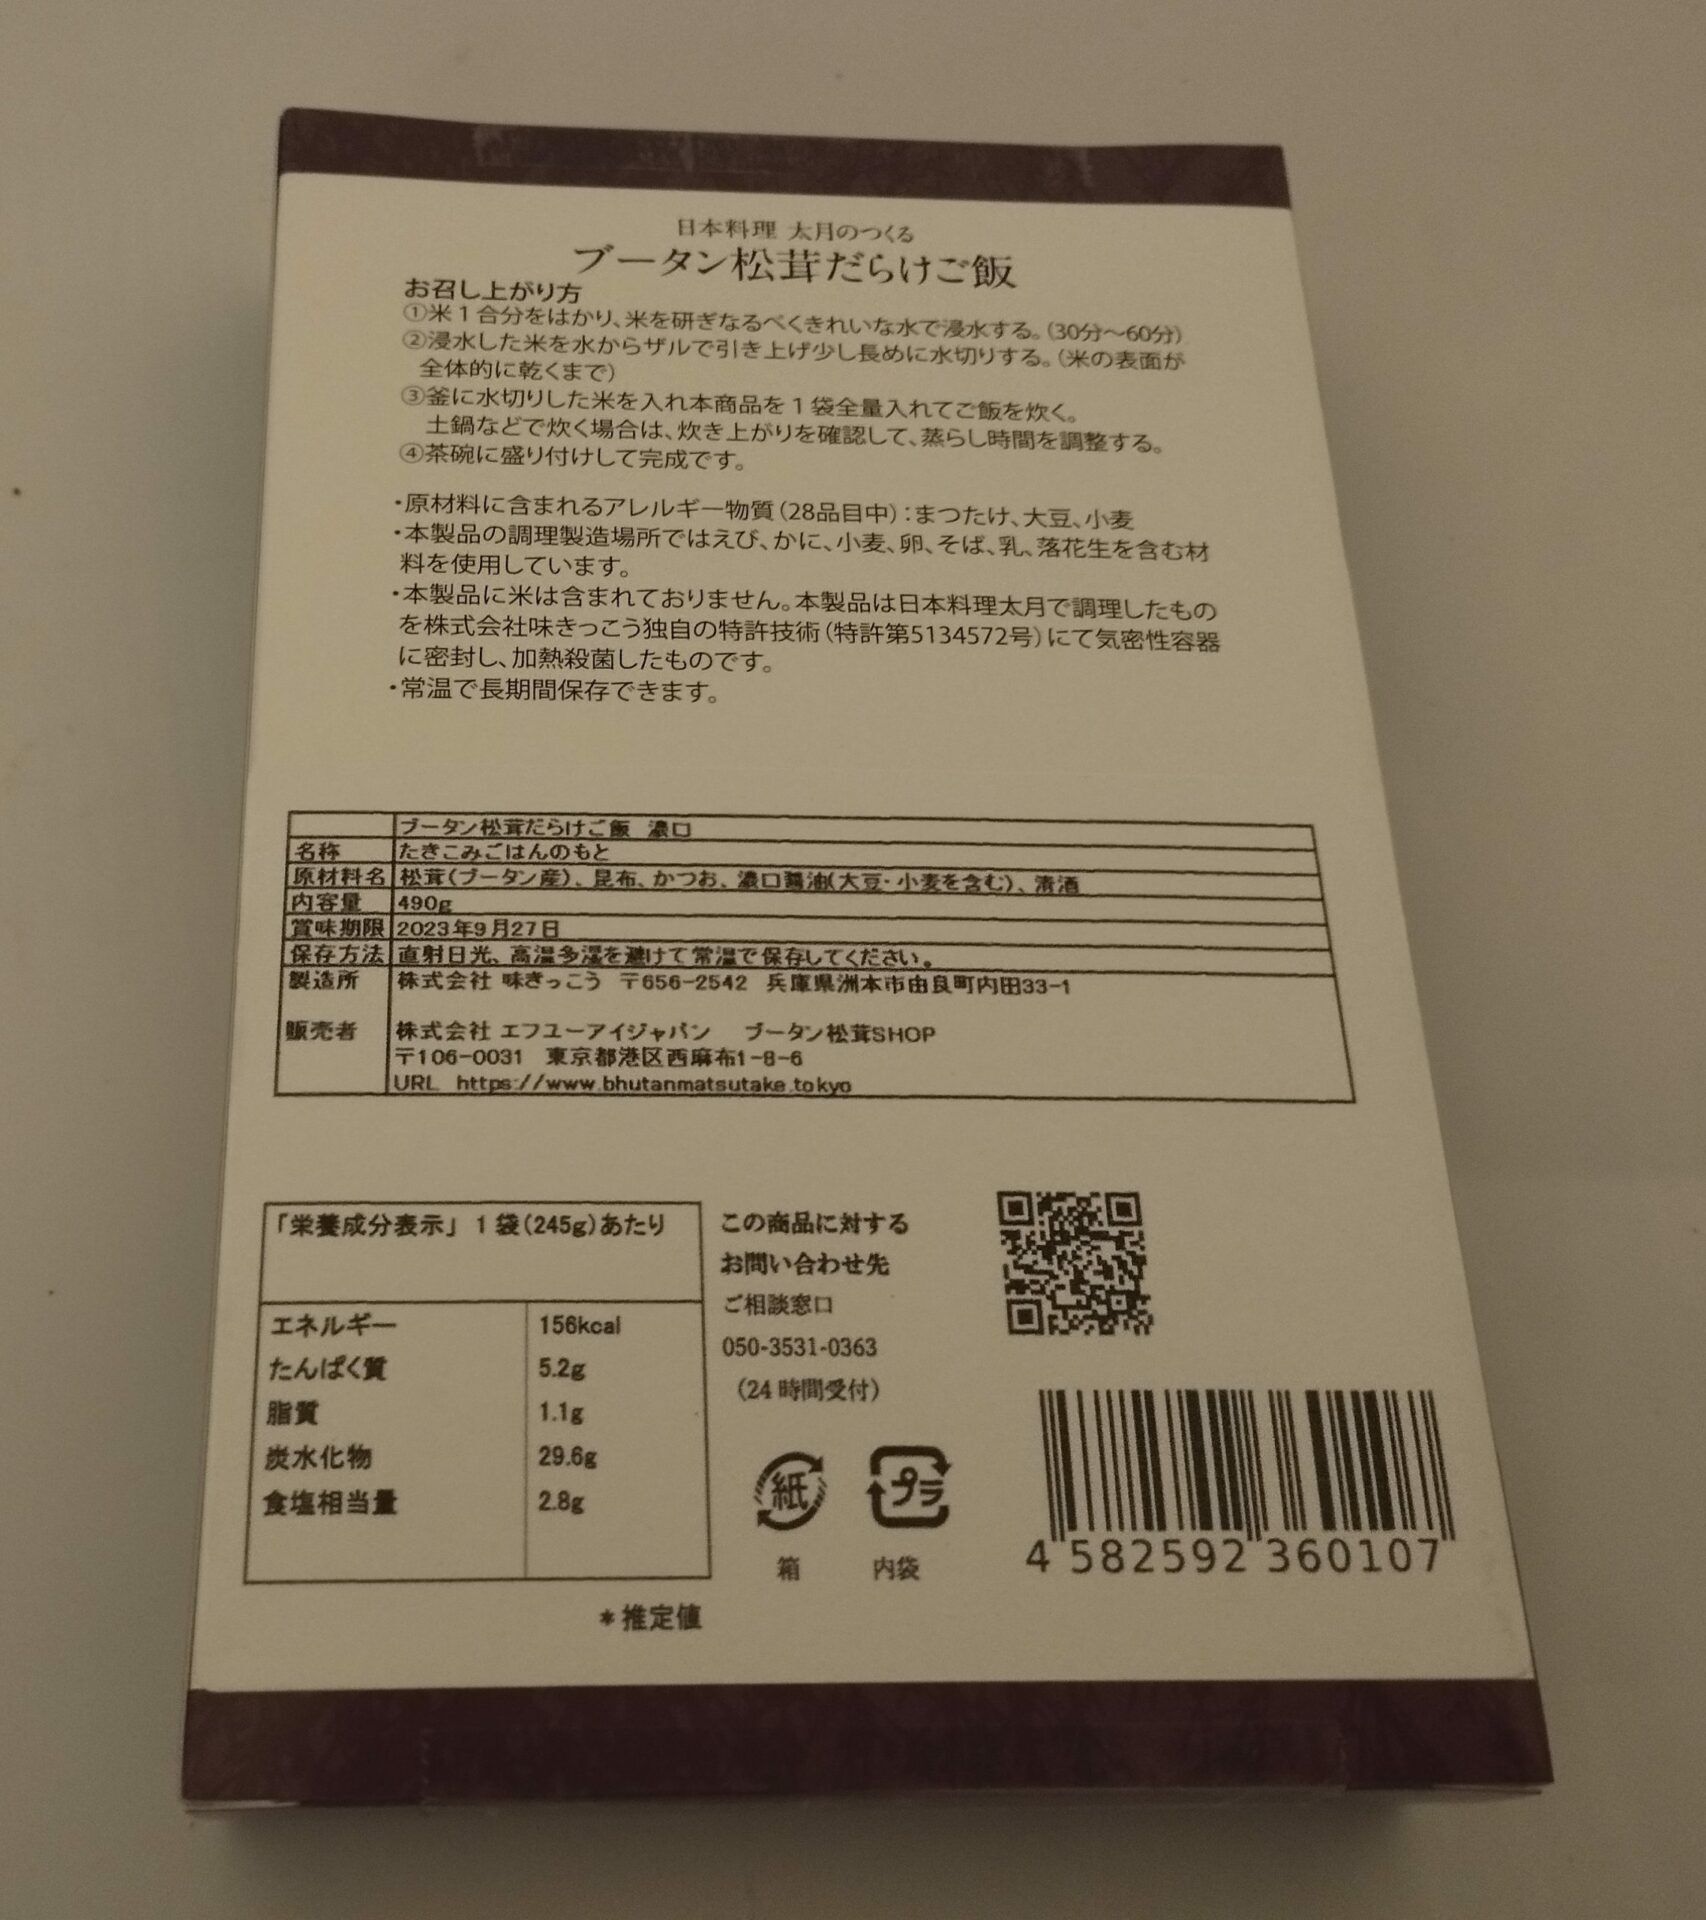 日本料理 太月のつくる
ブータン松茸だらけご飯
お召し上がり方
①米1合分をはかり、米を研ぎなるべくきれいな水で浸水する。(30分〜60分)
②浸水した米を水からザルで引き上げ少し長めに水切りする。(米の表面が
全体的に乾くまで)
③釜に水切りした米を入れ本商品を1袋全量入れてご飯を炊く。
土鍋などで炊く場合は、炊き上がりを確認して、蒸らし時間を調整する。
④茶碗に盛り付けして完成です。
・原材料に含まれるアレルギー物質(28品目中):まつたけ、大豆、小麦
・本製品の調理製造場所ではえび、かに、小麦、卵、そば、乳、落花生を含む材
料を使用しています。
・本製品に米は含まれておりません。本製品は日本料理太月で調理したもの
を株式会社味きっこう独自の特許技術(特許第5134572号)にて気密性容器
に密封し、加熱殺菌したものです。
・常温で長期間保存できます。
ブータン松茸だらけご飯 濃口
名称 たきこみごはんのもと
原材料名 松茸(ブータン産)、昆布、かつお、濃口醤油(大豆・小麦を含む)、清酒
内容量 490g
賞味期限 2023年9月27日
保存方法 直射日光、高温多湿を避けて常温で保存してください。
製造所 株式会社 味きっこう 〒656-2542 兵庫県洲本市由良町内田33-1
販売者 株式会社 エフユーアイジャパン ブータン松茸SHOP
〒106-0031 東京都港区西麻布1-8-6
URL https://www.bhutanmatsutake.tokyo
「栄養成分表示」 1袋(245g)あたり
エネルギー 156kcal
たんぱく質 5.2g
脂質 1.1g
炭水化物 29.6g
食塩相当量 2.8g
*推定値
この商品に対する
お問い合わせ先
ご相談窓口
050-3531-0363
(24時間受付)
紙 プラ
箱 内袋
4 582592 360107